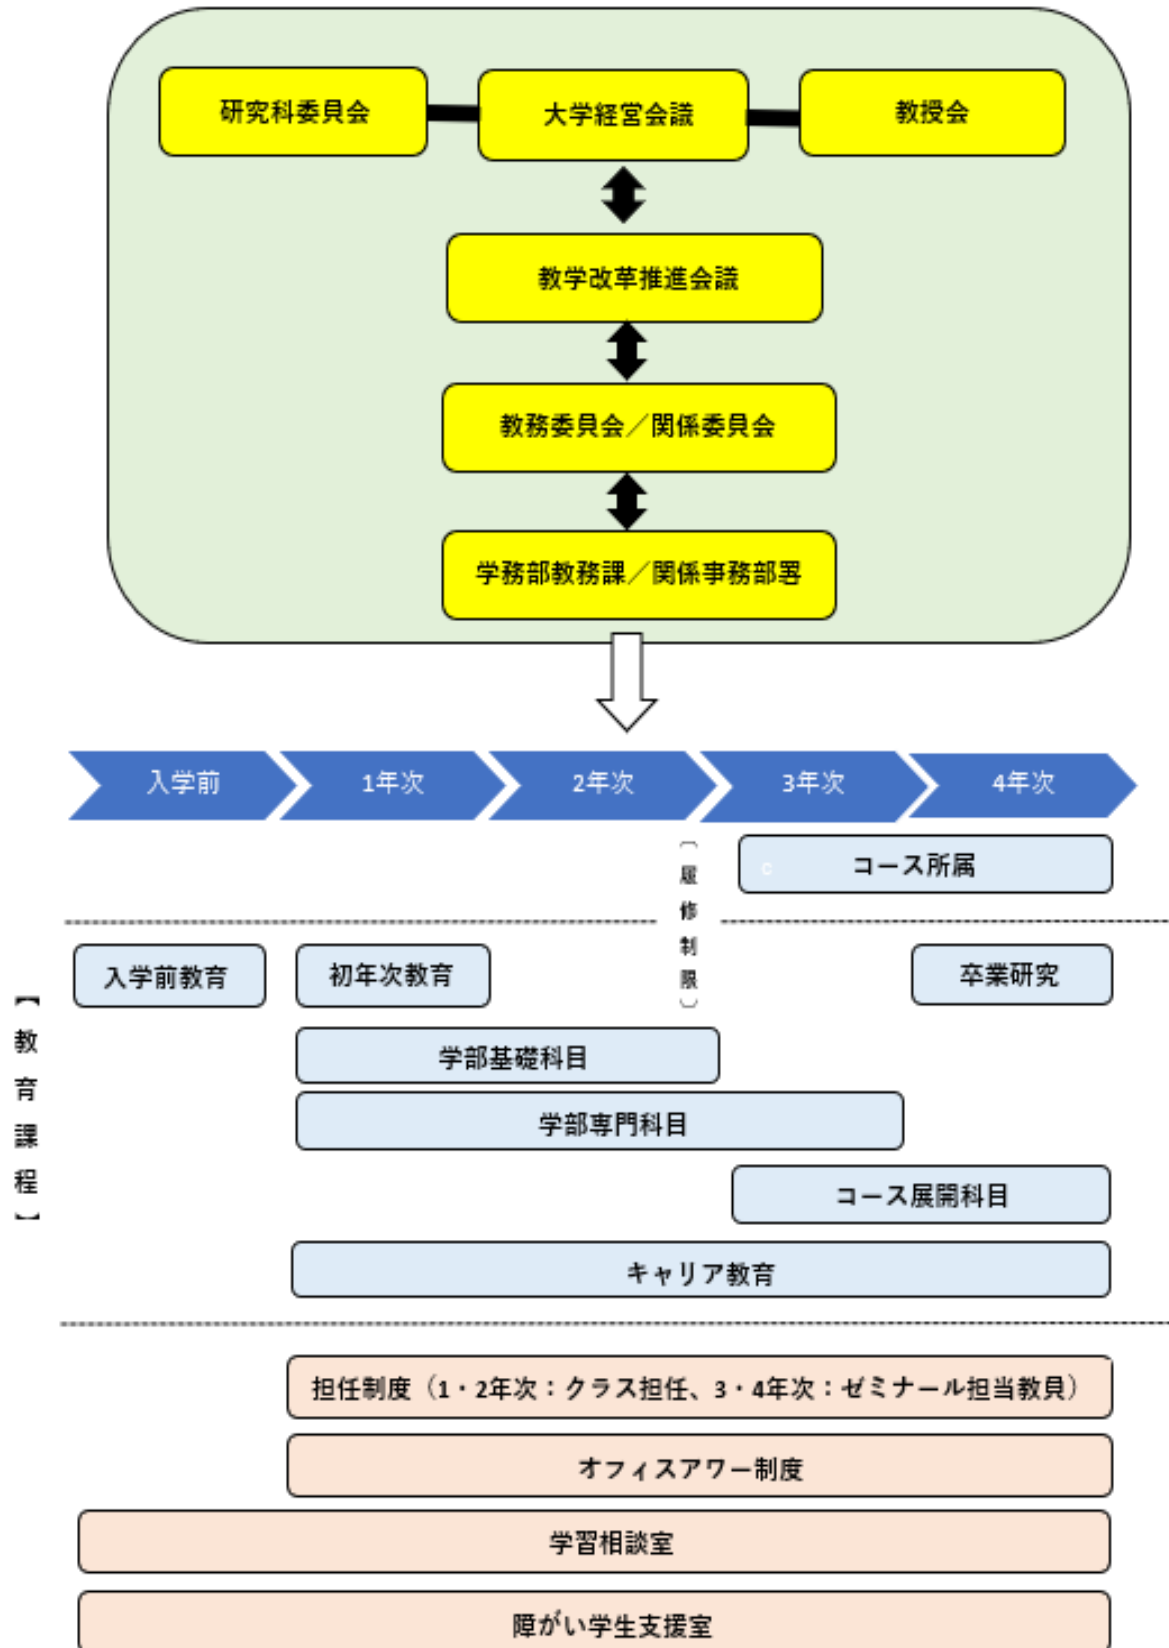 研究科委員会
大学経営会議
教授会
教学改革推進会議
教務委員会／関係委員会
学務部教務課／関係事務部署
入学前
1年次
2年次
3年次
4年次
c
コース所属
〔履修制限〕
【教育課程】
入学前教育
初年次教育
卒業研究
学部基礎科目
学部専門科目
コース展開科目
キャリア教育
担任制度（1・2年次：クラス担任、3・4年次：ゼミナール担当教員）
オフィスアワー制度
学習相談室
障がい学生支援室